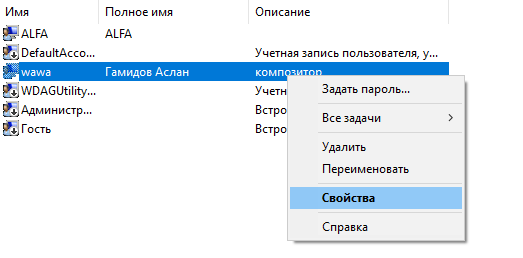 Имя Полное имя Описание
ALFA ALFA
DefaultAcco... Учетная запись пользователя, у...
wawa Гамидов Аслан композитор
WDAGUtility... Учетн
Администр... Встро
Гость Встро
Задать пароль...
Все задачи
Удалить
Переименовать
Свойства
Справка